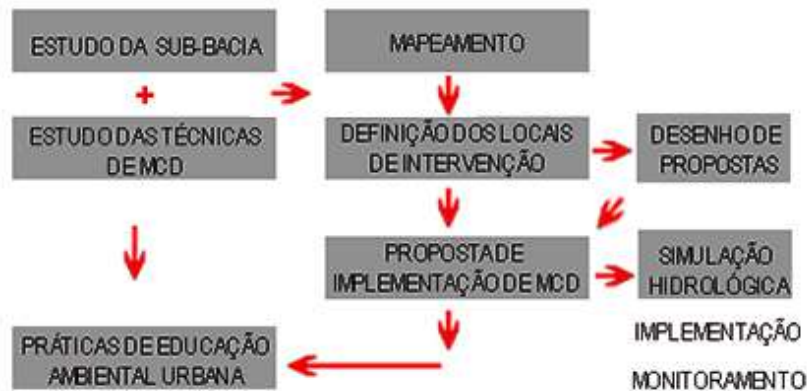 ESTUDO DA SUB-BACIA
+
ESTUDO DAS TÉCNICAS
DE MCD
PRÁTICAS DE EDUCAÇÃO
AMBIENTAL URBANA
MAPEAMENTO
DEFINIÇÃO DOS LOCAIS
DE INTERVENÇÃO
PROPOSTA DE
IMPLEMENTAÇÃO DE MCD
DESENHO DE
PROPOSTAS
SIMULAÇÃO
HIDROLÓGICA
IMPLEMENTAÇÃO
MONITORAMENTO